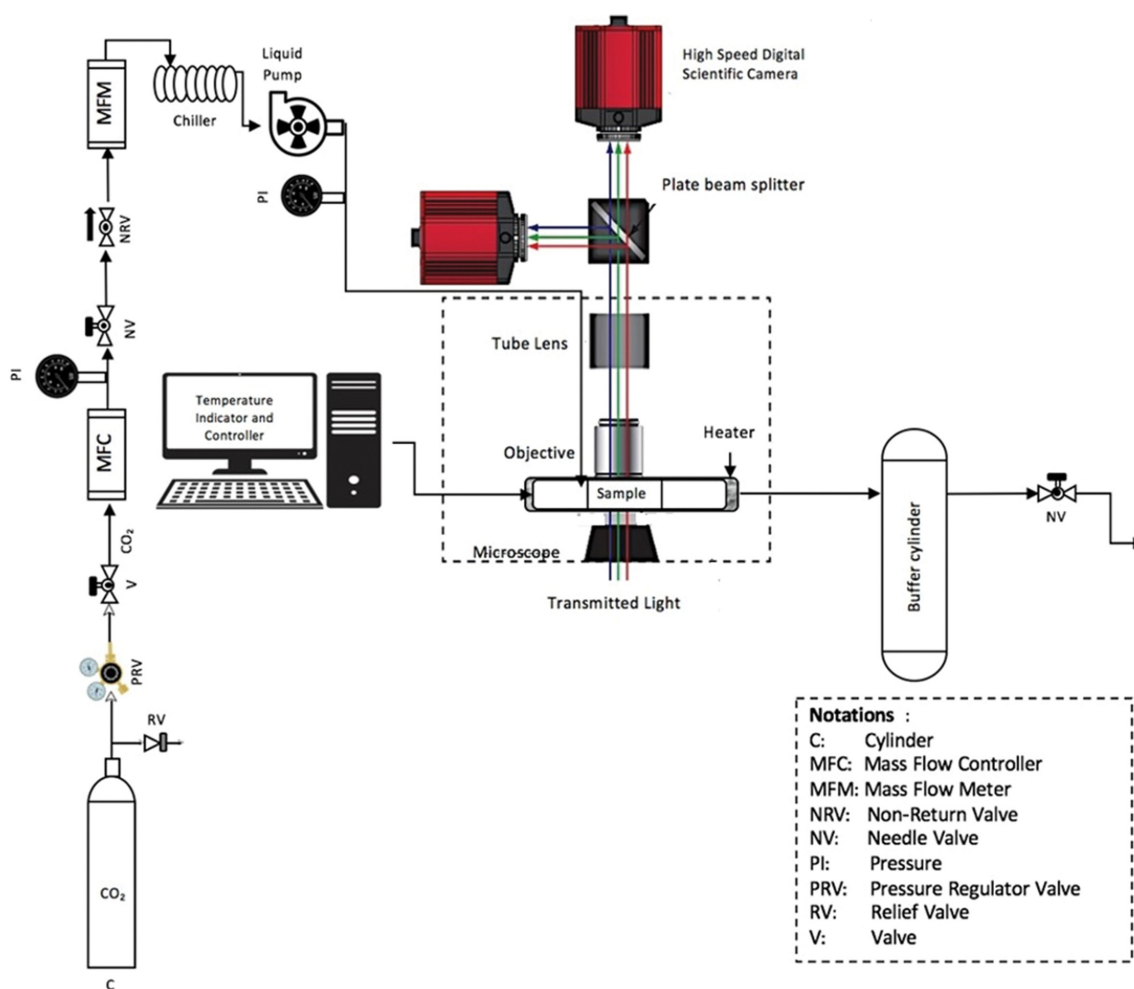 High Speed Digital
Scientific Camera
Liquid
Pump
MFM
Chiller
Plate beam splitter
PI
NRV
NV
Tube Lens
PI
Temperature
Indicator and
Controller
Heater
MFC
Objective
Sample
CO₂
NV
Microscope
Buffer cylinder
V
Transmitted Light
PRV
RV
Notations :
C: Cylinder
MFC: Mass Flow Controller
MFM: Mass Flow Meter
NRV: Non-Return Valve
NV: Needle Valve
PI: Pressure
PRV: Pressure Regulator Valve
RV: Relief Valve
V: Valve
CO₂
C